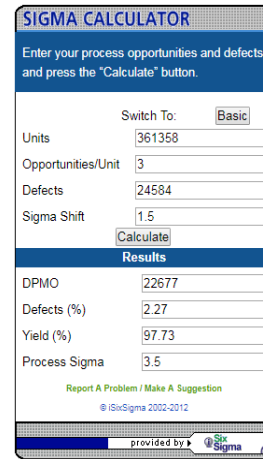 SIGMA CALCULATOR
Enter your process opportunities and defects
and press the "Calculate" button.
Switch To: Basic
Units 361358
Opportunities/Unit 3
Defects 24584
Sigma Shift 1.5
Calculate
Results
DPMO 22677
Defects (%) 2.27
Yield (%) 97.73
Process Sigma 3.5
Report A Problem / Make A Suggestion
© iSixSigma 2002-2012
provided by Six
Sigma